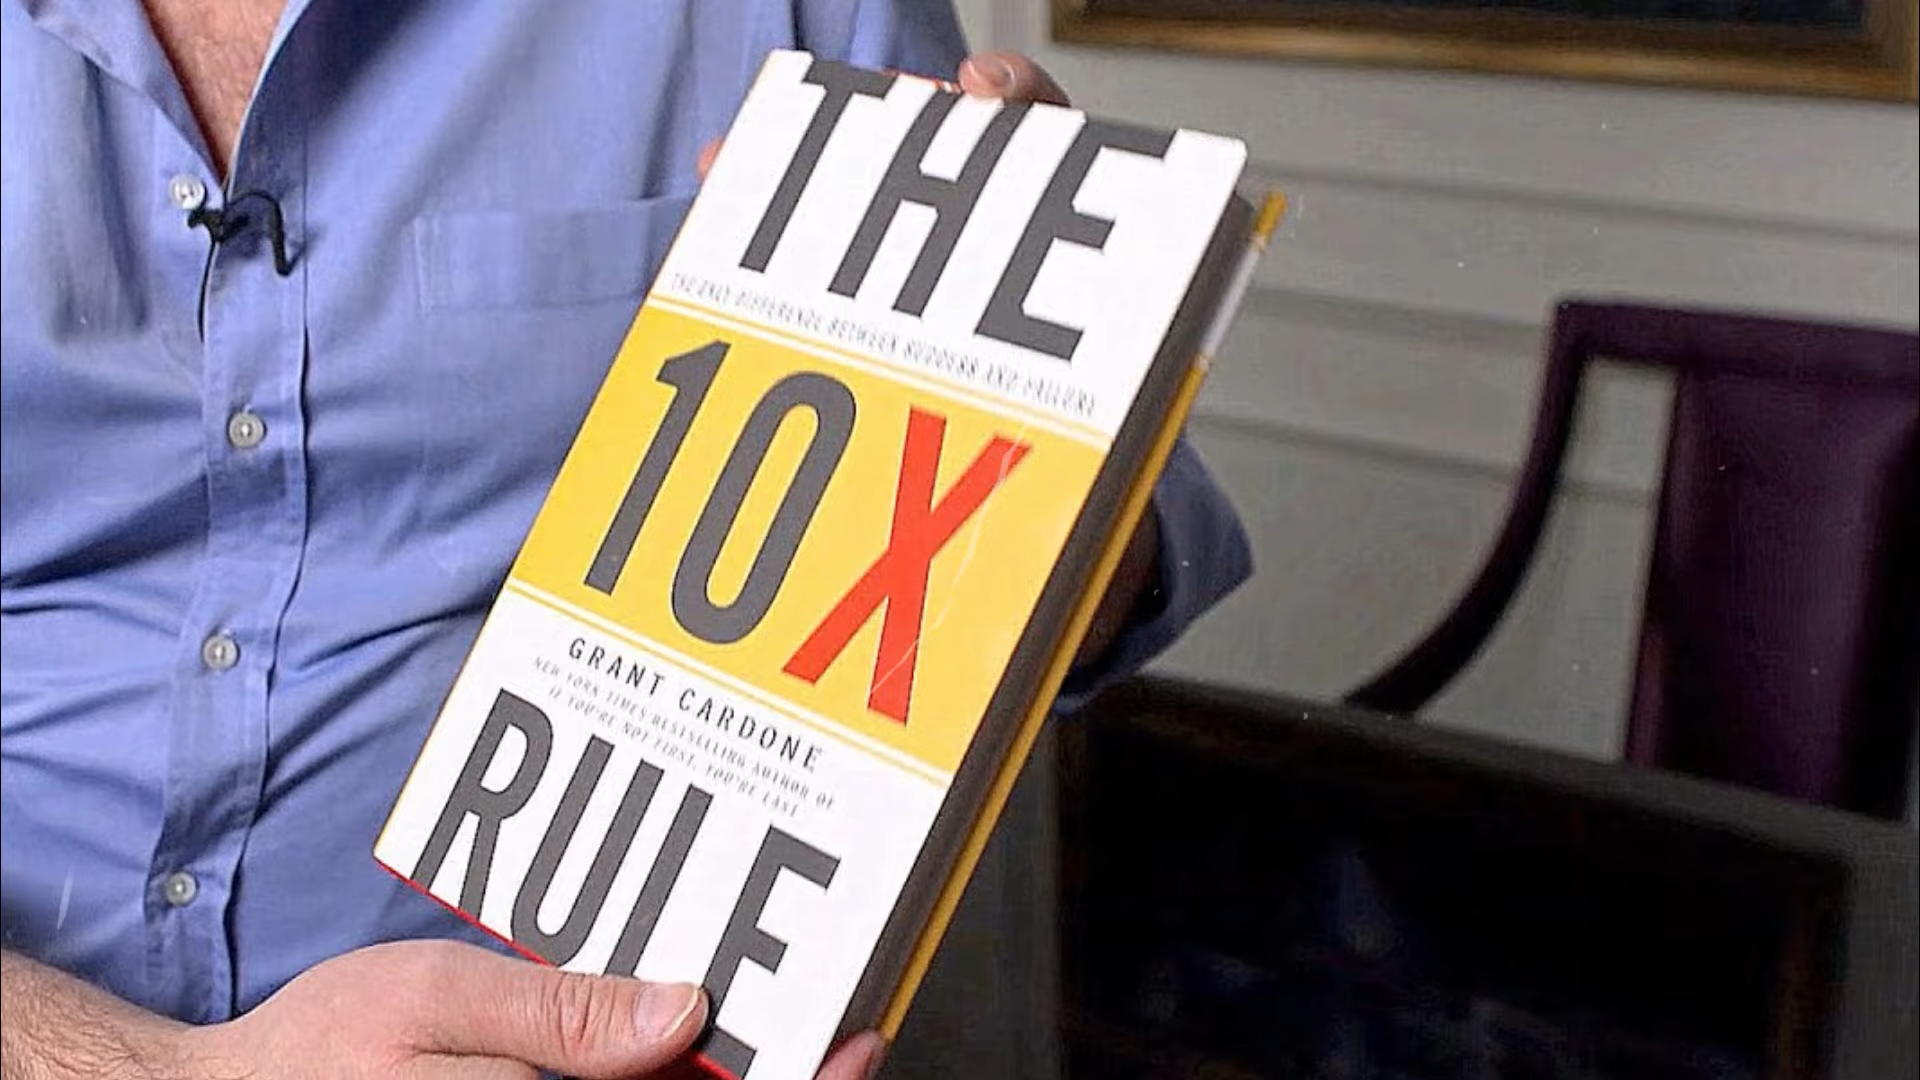 THE
THE ONLY DIFFERENCE BETWEEN SUCCESS AND FAILURE
10X
GRANT CARDONE
NEW YORK TIMES BESTSELLING AUTHOR OF
IF YOU'RE NOT FIRST, YOU'RE LAST
RULE